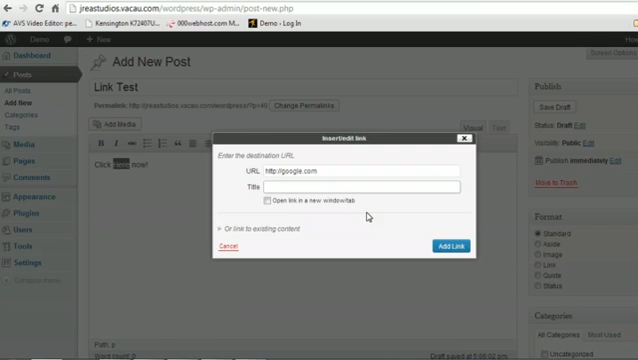 jreastudios.vacau.com/wordpress/wp-admin/post-new.php
AVS Video Editor: pe...
Kensington K72407U...
000webhost.com M...
Demo - Log In
Demo
New
Screen Options
Dashboard
Add New Post
Posts
Link Test
Publish
All Posts
Permalink: http://jreastudios.vacau.com/wordpress/?p=40
Change Permalinks
Add New
Save Draft
Categories
Add Media
Visual
Text
Status: Draft Edit
Tags
Insert/edit link
Visibility: Public Edit
Media
Enter the destination URL
Publish immediately Edit
Pages
Click Here now!
URL
http://google.com
Comments
Title
Move to Trash
Appearance
Open link in a new window/tab
Plugins
Format
Users
Or link to existing content
Standard
Aside
Tools
Cancel
Add Link
Image
Settings
Link
Quote
Collapse menu
Status
Categories
All Categories
Most Used
Path: p
Uncategorized
Word count: 0